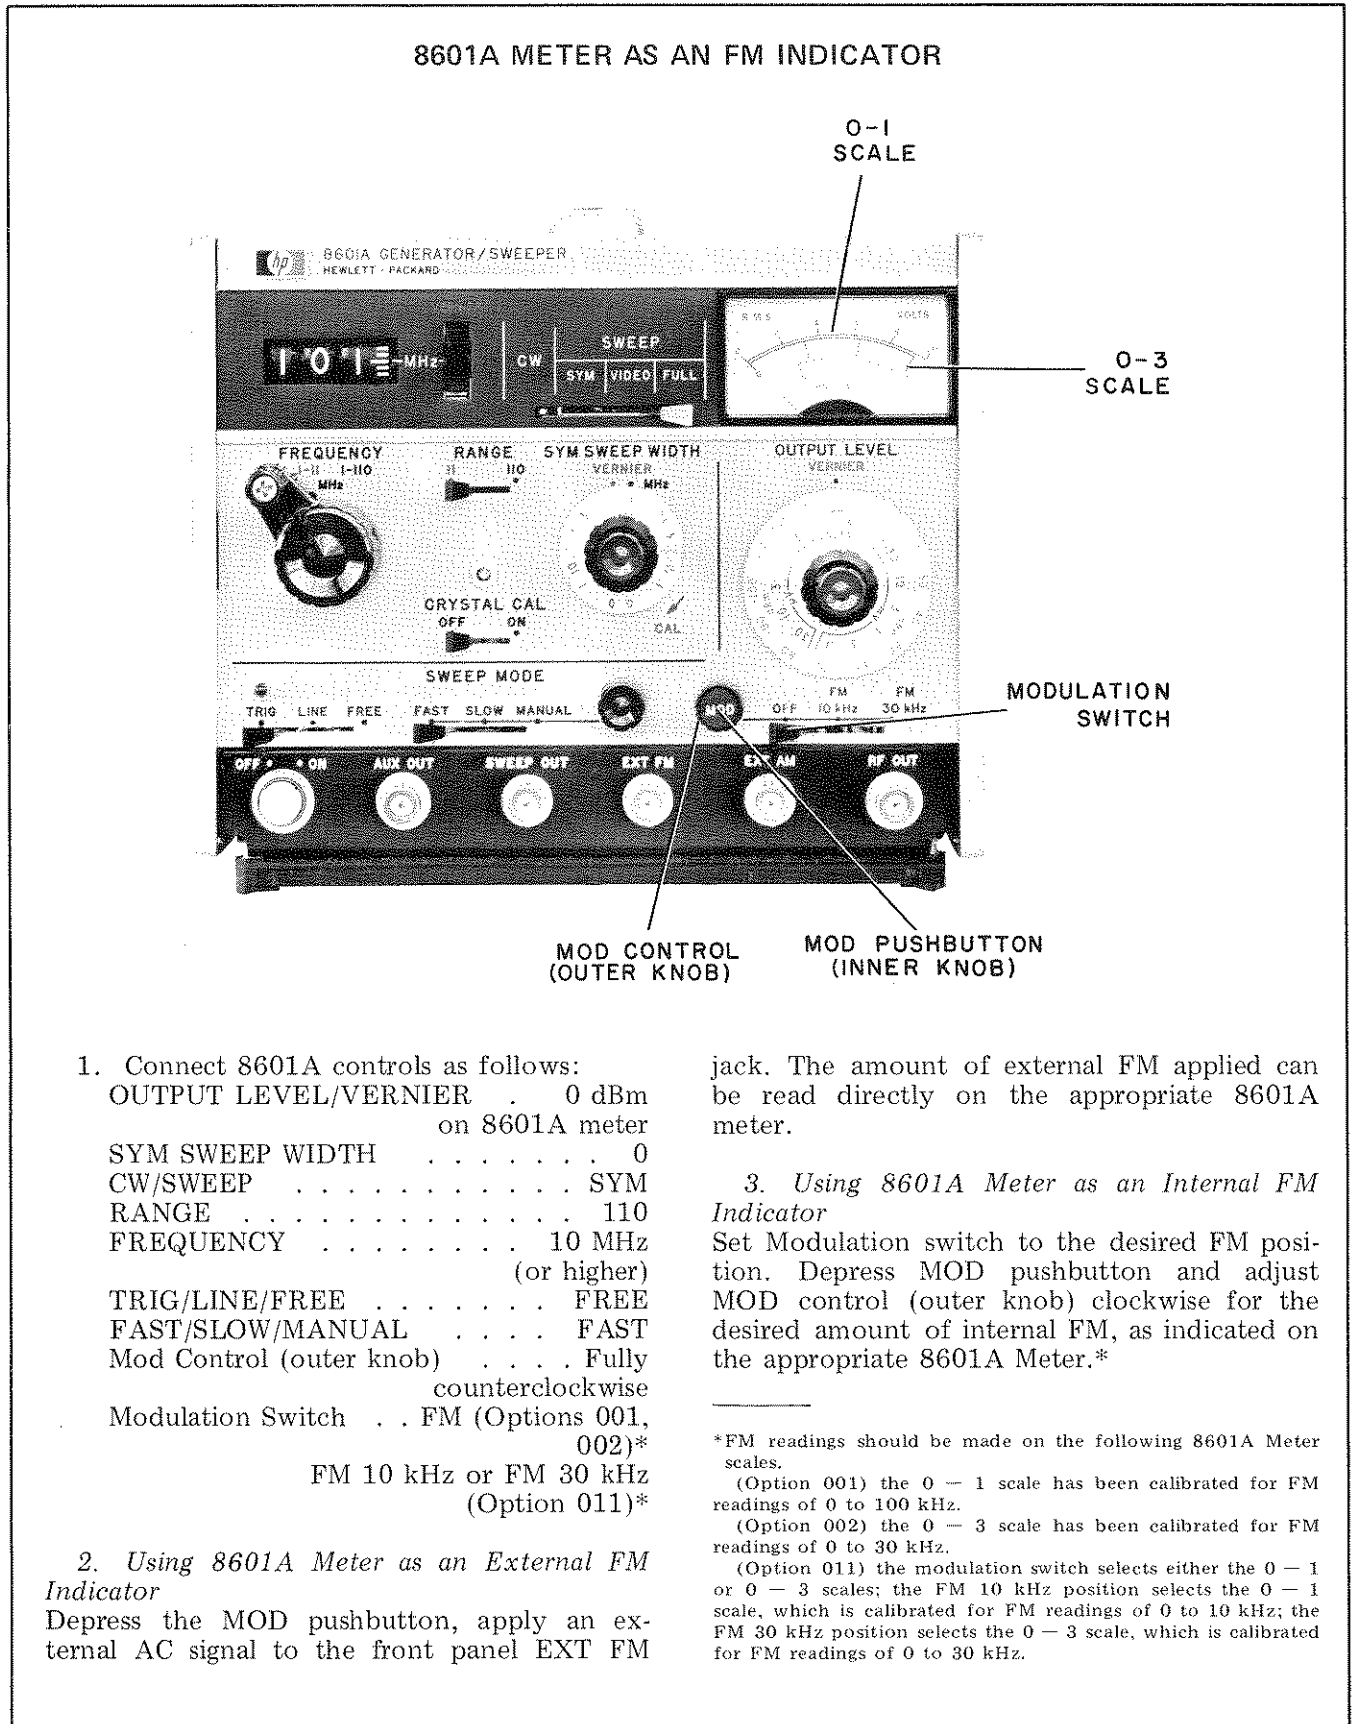 8601A METER AS AN FM INDICATOR
0-1
SCALE
hp 8601A GENERATOR/SWEEPER
HEWLETT - PACKARD
RMS VOLTS
101 MHz
CW
SWEEP
SYM VIDEO FULL
0-3
SCALE
FREQUENCY
1-11 1-110
MHz
RANGE
11 110
SYM SWEEP WIDTH
VERNIER
MHz
OUTPUT LEVEL
VERNIER
CRYSTAL CAL
OFF ON
0 0
CAL
SWEEP MODE
TRIG LINE FREE
FAST SLOW MANUAL
MOD
OFF
FM
10 kHz
FM
30 kHz
MODULATION
SWITCH
OFF ON
AUX OUT
SWEEP OUT
EXT FM
EXT AM
RF OUT
MOD CONTROL
(OUTER KNOB)
MOD PUSHBUTTON
(INNER KNOB)
1. Connect 8601A controls as follows:
OUTPUT LEVEL/VERNIER . 0 dBm
on 8601A meter
SYM SWEEP WIDTH . . . . . . . 0
CW/SWEEP . . . . . . . . . . . . SYM
RANGE . . . . . . . . . . . . . . 110
FREQUENCY . . . . . . . . 10 MHz
(or higher)
TRIG/LINE/FREE . . . . . . . FREE
FAST/SLOW/MANUAL . . . . FAST
Mod Control (outer knob) . . . . Fully
counterclockwise
Modulation Switch . . FM (Options 001,
002)*
FM 10 kHz or FM 30 kHz
(Option 011)*
2. Using 8601A Meter as an External FM
Indicator
Depress the MOD pushbutton, apply an ex-
ternal AC signal to the front panel EXT FM
jack. The amount of external FM applied can
be read directly on the appropriate 8601A
meter.
3. Using 8601A Meter as an Internal FM
Indicator
Set Modulation switch to the desired FM posi-
tion. Depress MOD pushbutton and adjust
MOD control (outer knob) clockwise for the
desired amount of internal FM, as indicated on
the appropriate 8601A Meter.*
*FM readings should be made on the following 8601A Meter
scales.
(Option 001) the 0 — 1 scale has been calibrated for FM
readings of 0 to 100 kHz.
(Option 002) the 0 — 3 scale has been calibrated for FM
readings of 0 to 30 kHz.
(Option 011) the modulation switch selects either the 0 — 1
or 0 — 3 scales; the FM 10 kHz position selects the 0 — 1
scale, which is calibrated for FM readings of 0 to 10 kHz; the
FM 30 kHz position selects the 0 — 3 scale, which is calibrated
for FM readings of 0 to 30 kHz.